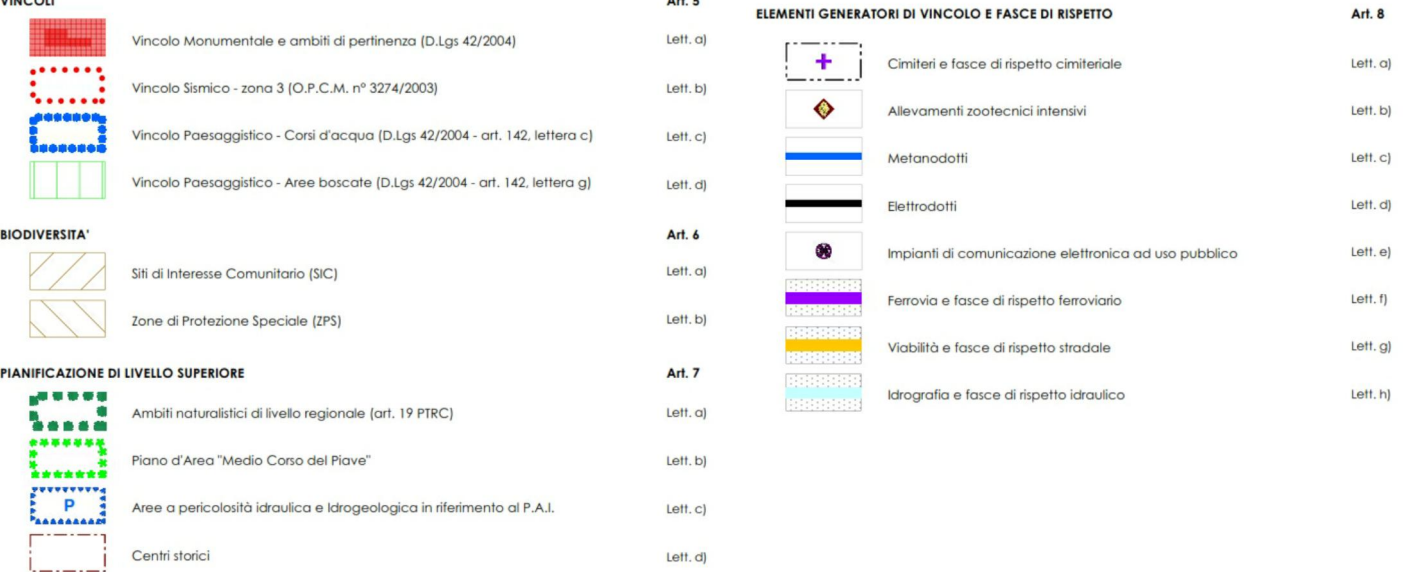 VINCOLI Art. 5
Vincolo Monumentale e ambiti di pertinenza (D.Lgs 42/2004) Lett. a)
Vincolo Sismico - zona 3 (O.P.C.M. n° 3274/2003) Lett. b)
Vincolo Paesaggistico - Corsi d'acqua (D.Lgs 42/2004 - art. 142, lettera c) Lett. c)
Vincolo Paesaggistico - Aree boscate (D.Lgs 42/2004 - art. 142, lettera g) Lett. d)
BIODIVERSITA' Art. 6
Siti di Interesse Comunitario (SIC) Lett. a)
Zone di Protezione Speciale (ZPS) Lett. b)
PIANIFICAZIONE DI LIVELLO SUPERIORE Art. 7
Ambiti naturalistici di livello regionale (art. 19 PTRC) Lett. a)
Piano d'Area "Medio Corso del Piave" Lett. b)
P Aree a pericolosità idraulica e Idrogeologica in riferimento al P.A.I. Lett. c)
Centri storici Lett. d)
ELEMENTI GENERATORI DI VINCOLO E FASCE DI RISPETTO Art. 8
Cimiteri e fasce di rispetto cimiteriale Lett. a)
Allevamenti zootecnici intensivi Lett. b)
Metanodotti Lett. c)
Elettrodotti Lett. d)
Impianti di comunicazione elettronica ad uso pubblico Lett. e)
Ferrovia e fasce di rispetto ferroviario Lett. f)
Viabilità e fasce di rispetto stradale Lett. g)
Idrografia e fasce di rispetto idraulico Lett. h)